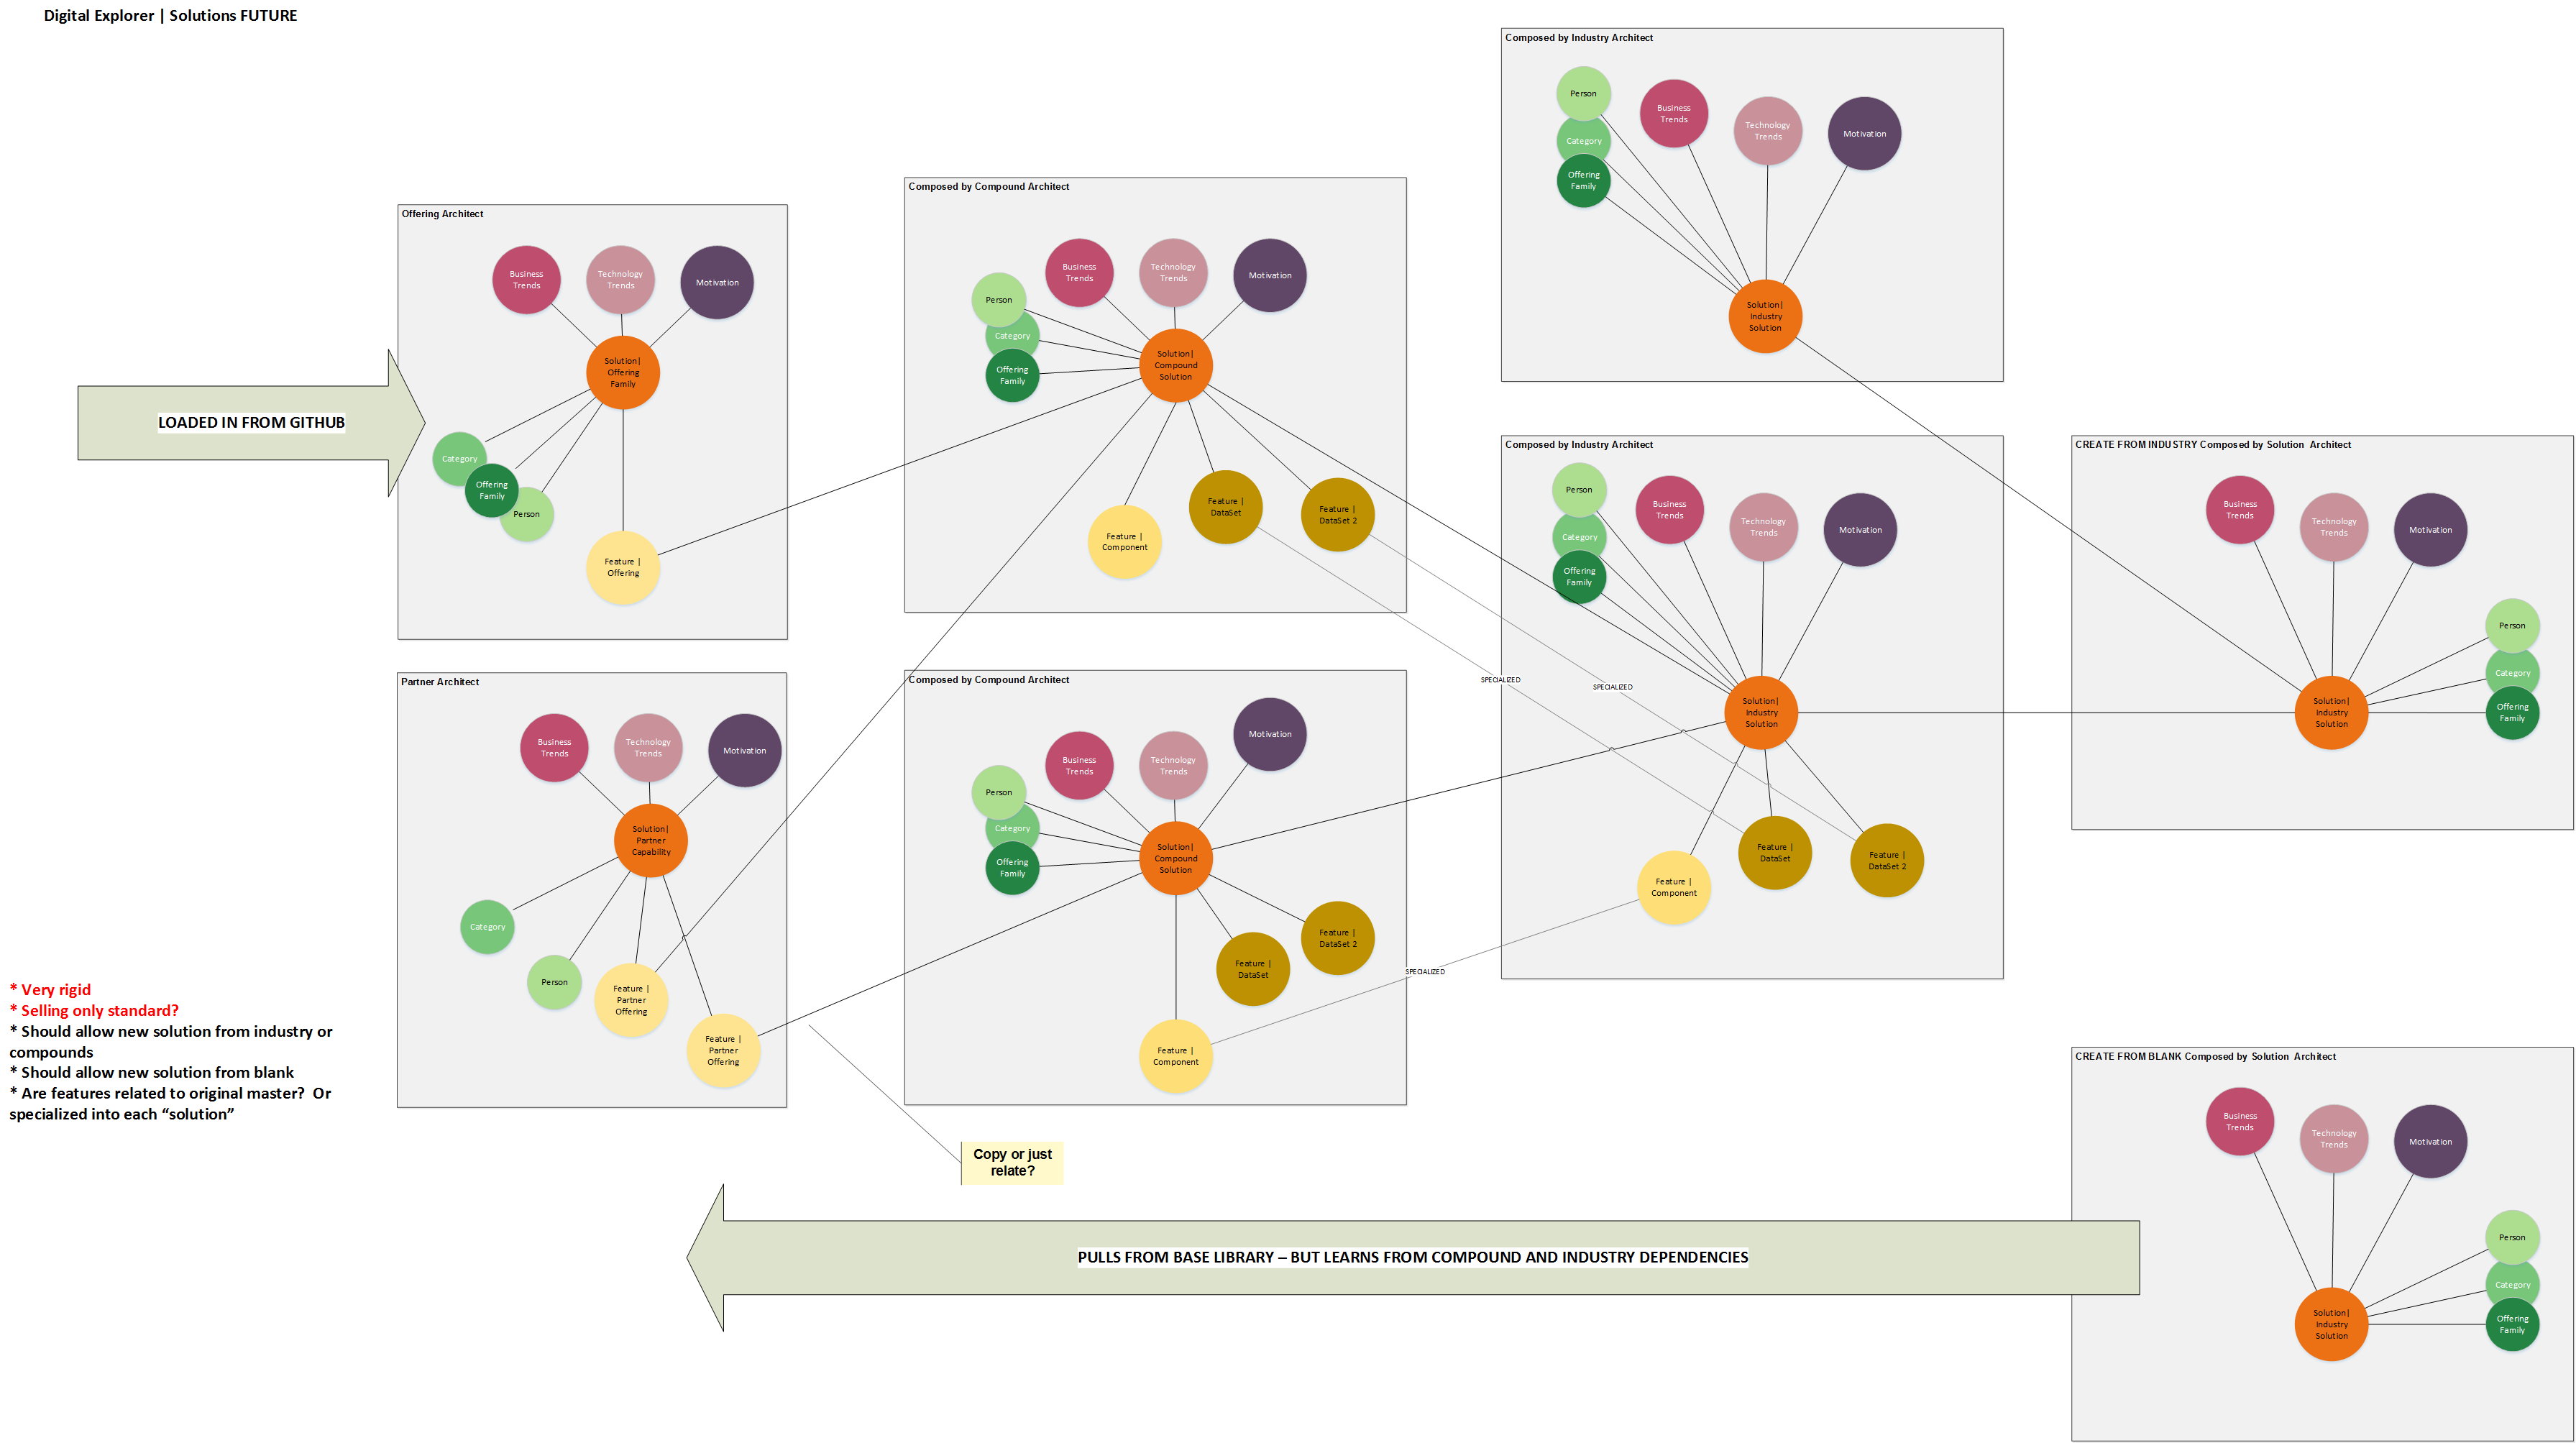 Digital Explorer | Solutions FUTURE
Composed by Industry Architect
Person
Category
Offering
Family
Business
Trends
Technology
Trends
Motivation
Solution|
Industry
Solution
Offering Architect
Business
Trends
Technology
Trends
Motivation
Solution|
Offering
Family
Category
Offering
Family
Person
Feature |
Offering
LOADED IN FROM GITHUB
Composed by Compound Architect
Person
Category
Offering
Family
Business
Trends
Technology
Trends
Motivation
Solution|
Compound
Solution
Feature |
Component
Feature |
DataSet
Feature |
DataSet 2
Composed by Industry Architect
Person
Category
Offering
Family
Business
Trends
Technology
Trends
Motivation
Solution|
Industry
Solution
Feature |
Component
Feature |
DataSet
Feature |
DataSet 2
SPECIALIZED
SPECIALIZED
SPECIALIZED
CREATE FROM INDUSTRY Composed by Solution Architect
Business
Trends
Technology
Trends
Motivation
Person
Category
Offering
Family
Solution|
Industry
Solution
Partner Architect
Business
Trends
Technology
Trends
Motivation
Solution|
Partner
Capability
Category
Person
Feature |
Partner
Offering
Feature |
Partner
Offering
Composed by Compound Architect
Person
Category
Offering
Family
Business
Trends
Technology
Trends
Motivation
Solution|
Compound
Solution
Feature |
DataSet
Feature |
DataSet 2
Feature |
Component
* Very rigid
* Selling only standard?
* Should allow new solution from industry or
compounds
* Should allow new solution from blank
* Are features related to original master? Or
specialized into each “solution”
Copy or just
relate?
PULLS FROM BASE LIBRARY – BUT LEARNS FROM COMPOUND AND INDUSTRY DEPENDENCIES
CREATE FROM BLANK Composed by Solution Architect
Business
Trends
Technology
Trends
Motivation
Person
Category
Offering
Family
Solution|
Industry
Solution